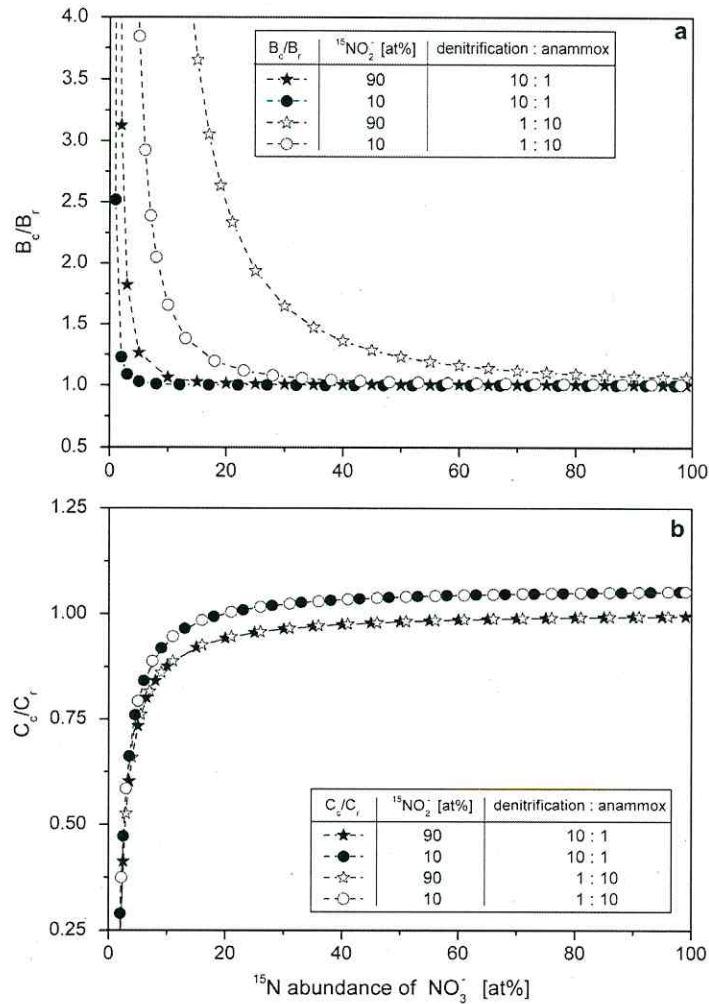 4.0
3.5
3.0
2.5
2.0
1.5
1.0
0.5
B_c/B_r
a
B_c/B_r ¹⁵NO₂⁻ [at%] denitrification : anammox
90 10 : 1
10 10 : 1
90 1 : 10
10 1 : 10
0 20 40 60 80 100
1.25
1.00
0.75
0.50
0.25
C_c/C_r
b
C_c/C_r ¹⁵NO₂⁻ [at%] denitrification : anammox
90 10 : 1
10 10 : 1
90 1 : 10
10 1 : 10
0 20 40 60 80 100
¹⁵N abundance of NO₃⁻ [at%]